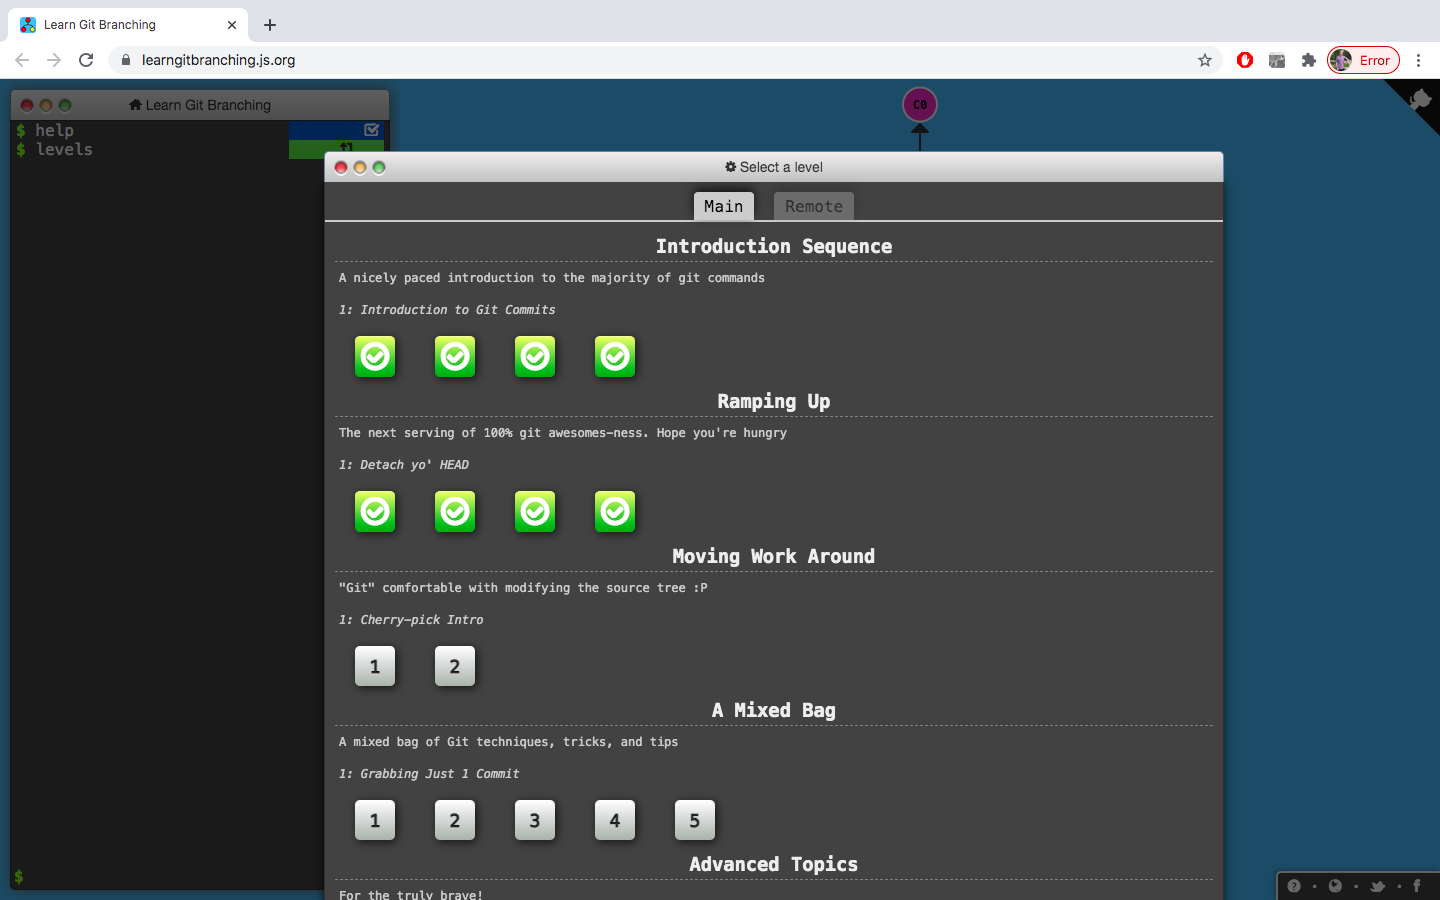 Learn Git Branching
learngitbranching.js.org
Error
Learn Git Branching
$ help
$ levels
C0
Select a level
Main
Remote
Introduction Sequence
A nicely paced introduction to the majority of git commands
1: Introduction to Git Commits
Ramping Up
The next serving of 100% git awesomes-ness. Hope you're hungry
1: Detach yo' HEAD
Moving Work Around
"Git" comfortable with modifying the source tree :P
1: Cherry-pick Intro
1 2
A Mixed Bag
A mixed bag of Git techniques, tricks, and tips
1: Grabbing Just 1 Commit
1 2 3 4 5
Advanced Topics
For the truly brave!
$